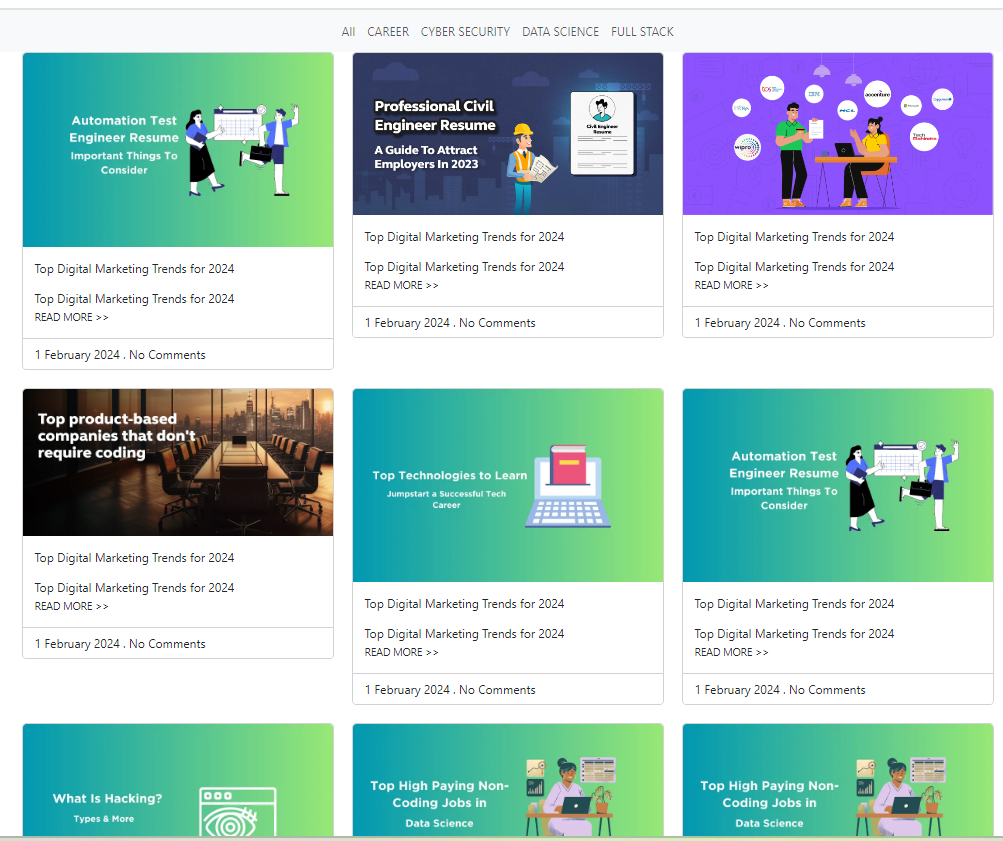 All CAREER CYBER SECURITY DATA SCIENCE FULL STACK
Automation Test
Engineer Resume
Important Things To
Consider
Top Digital Marketing Trends for 2024
Top Digital Marketing Trends for 2024
READ MORE >>
1 February 2024 . No Comments
Professional Civil
Engineer Resume
A Guide To Attract
Employers In 2023
Civil Engineer
Resume
Top Digital Marketing Trends for 2024
Top Digital Marketing Trends for 2024
READ MORE >>
1 February 2024 . No Comments
IBM
accenture
HCL
Microsoft
Capgemini
wipro
Tech
Mahindra
Top Digital Marketing Trends for 2024
Top Digital Marketing Trends for 2024
READ MORE >>
1 February 2024 . No Comments
Top product-based
companies that don't
require coding
Top Digital Marketing Trends for 2024
Top Digital Marketing Trends for 2024
READ MORE >>
1 February 2024 . No Comments
Top Technologies to Learn
Jumpstart a Successful Tech
Career
Top Digital Marketing Trends for 2024
Top Digital Marketing Trends for 2024
READ MORE >>
1 February 2024 . No Comments
Automation Test
Engineer Resume
Important Things To
Consider
Top Digital Marketing Trends for 2024
Top Digital Marketing Trends for 2024
READ MORE >>
1 February 2024 . No Comments
What Is Hacking?
Types & More
Top High Paying Non-
Coding Jobs in
Data Science
Top High Paying Non-
Coding Jobs in
Data Science